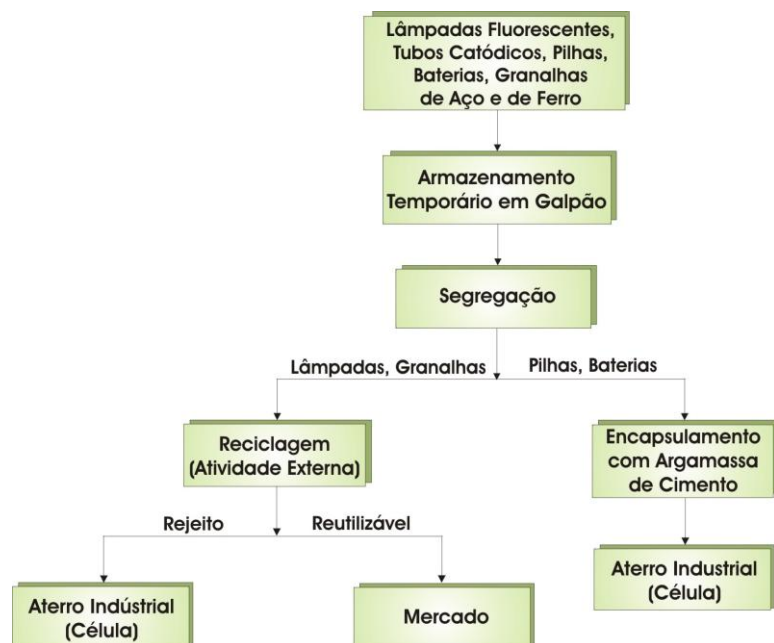 Lâmpadas Fluorescentes,
Tubos Catódicos, Pilhas,
Baterias, Granalhas
de Aço e de Ferro
Armazenamento
Temporário em Galpão
Segregação
Lâmpadas, Granalhas
Pilhas, Baterias
Reciclagem
(Atividade Externa)
Encapsulamento
com Argamassa
de Cimento
Rejeito
Reutilizável
Aterro Indústrial
(Célula)
Mercado
Aterro Industrial
(Célula)